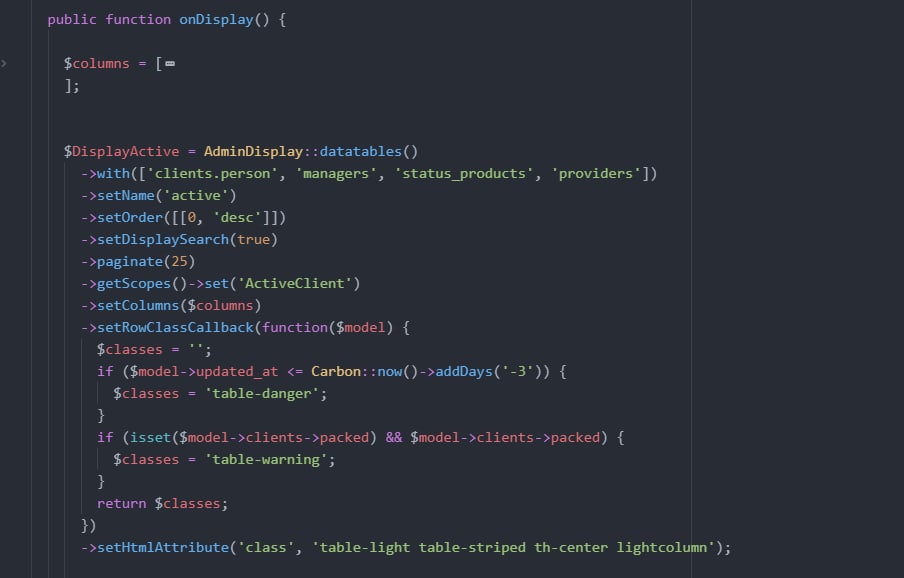 public function onDisplay() {
$columns = [
];
$DisplayActive = AdminDisplay::datatables()
->with(['clients.person', 'managers', 'status_products', 'providers'])
->setName('active')
->setOrder([[0, 'desc']])
->setDisplaySearch(true)
->paginate(25)
->getScopes()->set('ActiveClient')
->setColumns($columns)
->setRowClassCallback(function($model) {
$classes = '';
if ($model->updated_at <= Carbon::now()->addDays('-3')) {
$classes = 'table-danger';
}
if (isset($model->clients->packed) && $model->clients->packed) {
$classes = 'table-warning';
}
return $classes;
})
->setHtmlAttribute('class', 'table-light table-striped th-center lightcolumn');